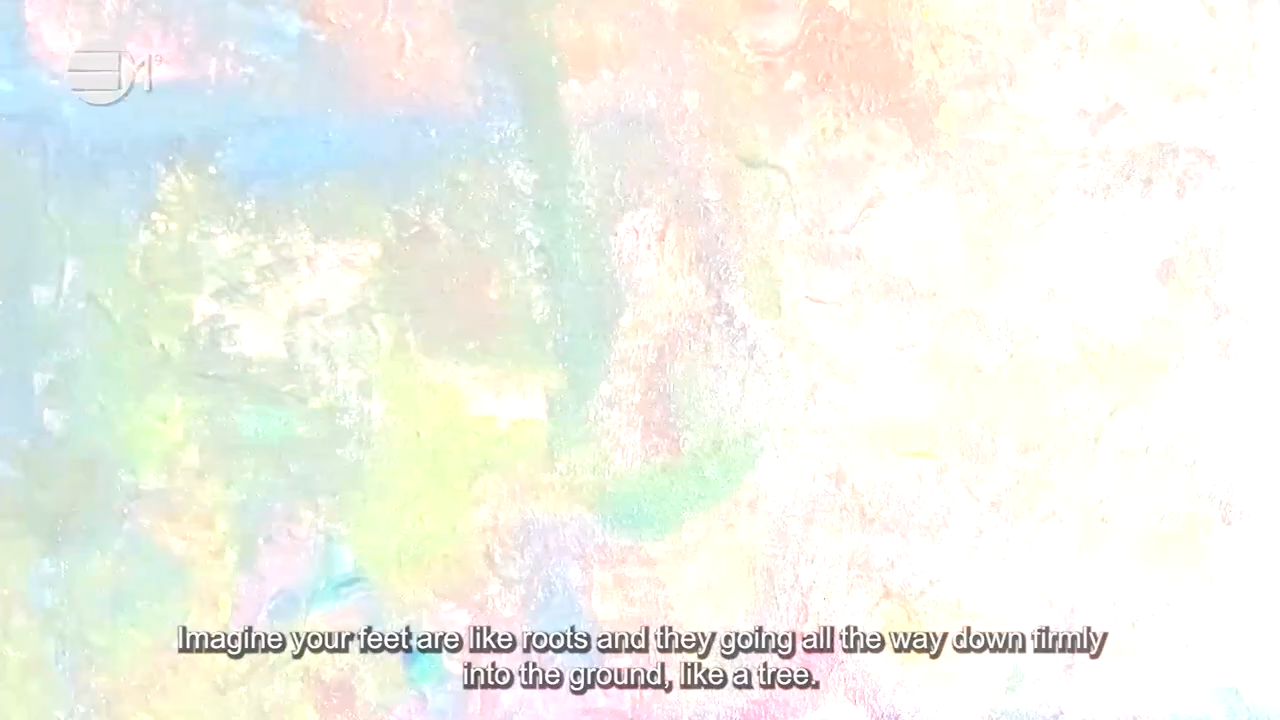 Imagine your feet are like roots and they going all the way down firmly
into the ground, like a tree.